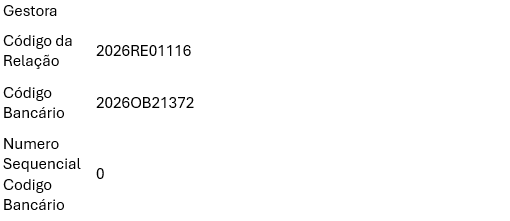 Gestora
Código da
Relação
2026RE01116
Código
Bancário
2026OB21372
Numero
Sequencial
Codigo
Bancário
0